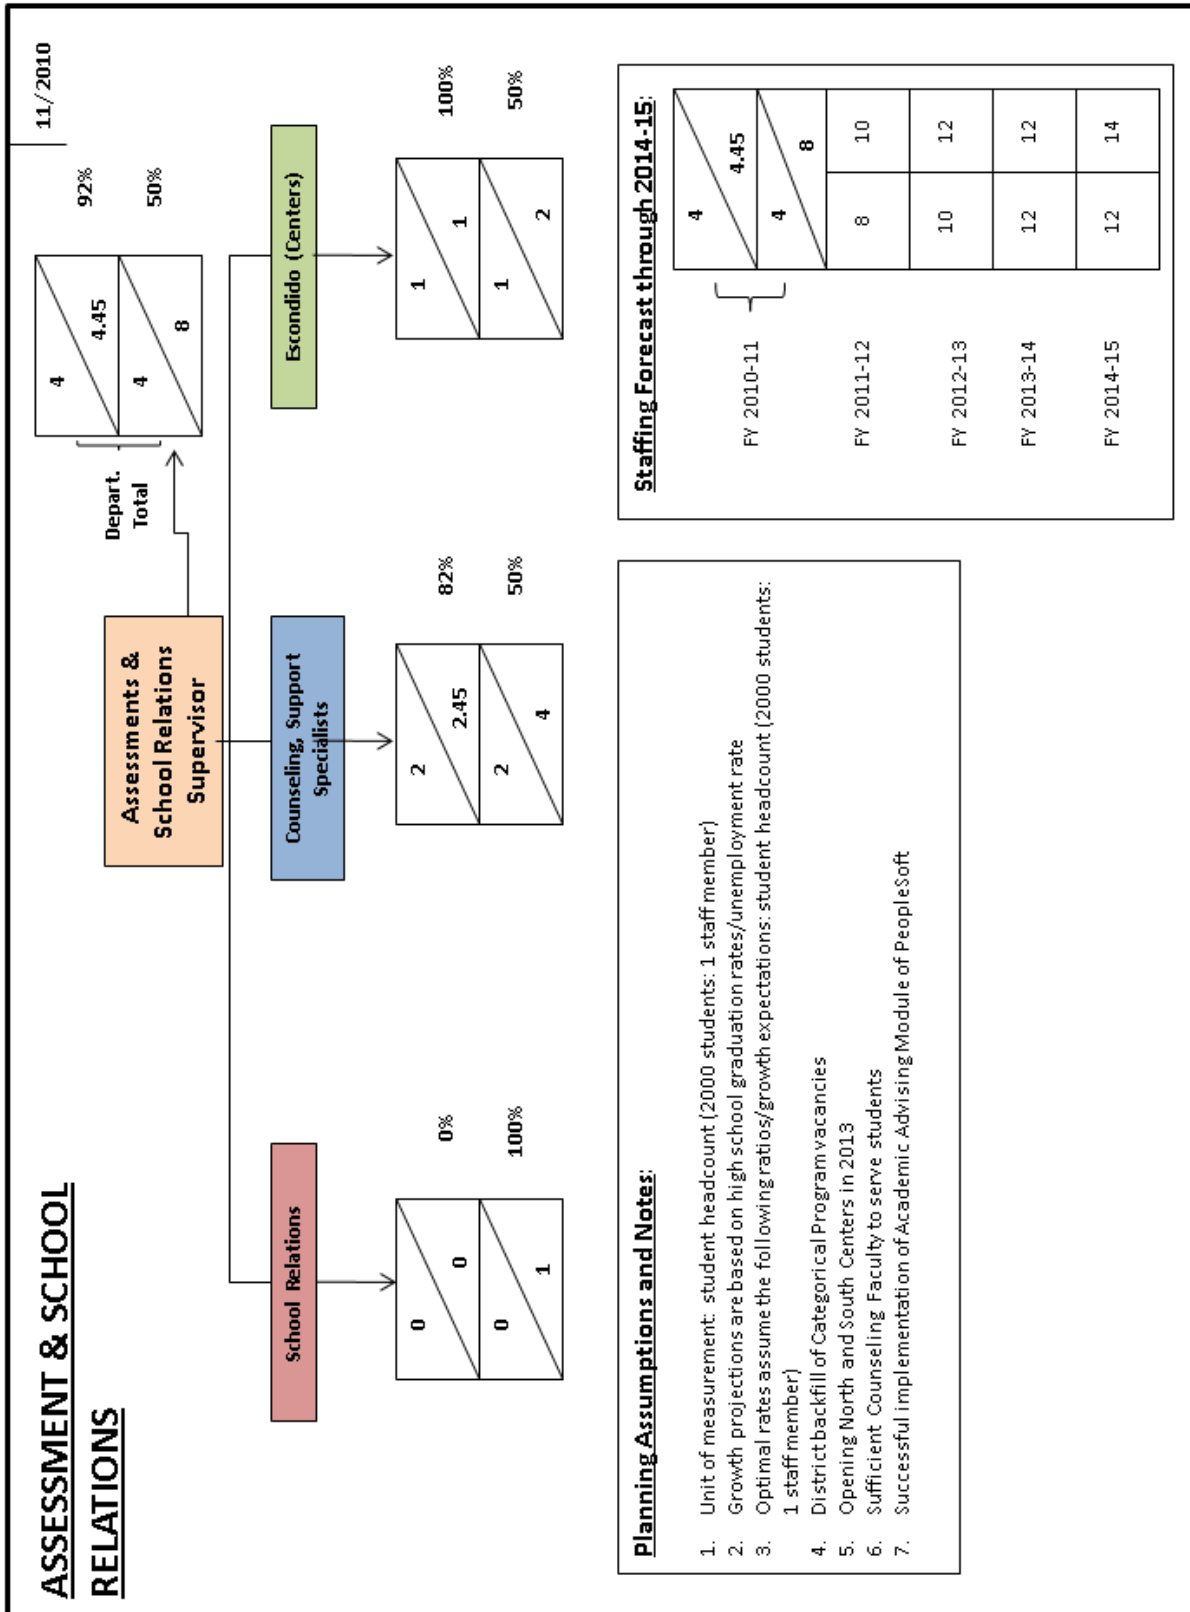 ASSESSMENT & SCHOOL
RELATIONS
11/2010
Assessments &
School Relations
Supervisor
Depart.
Total
4
4.45
4
8
92%
50%
School Relations
0
0
0
1
0%
100%
Counseling, Support
Specialists
2
2.45
2
4
82%
50%
Escondido (Centers)
1
1
1
2
100%
50%
Planning Assumptions and Notes:
1. Unit of measurement: student headcount (2000 students: 1 staff member)
2. Growth projections are based on high school graduation rates/unemployment rate
3. Optimal rates assume the following ratios/growth expectations: student headcount (2000 students:
1 staff member)
4. District backfill of Categorical Program vacancies
5. Opening North and South Centers in 2013
6. Sufficient Counseling Faculty to serve students
7. Successful implementation of Academic Advising Module of PeopleSoft
Staffing Forecast through 2014-15:
FY 2010-11
4
4.45
4
8
FY 2011-12 8 10
FY 2012-13 10 12
FY 2013-14 12 12
FY 2014-15 12 14